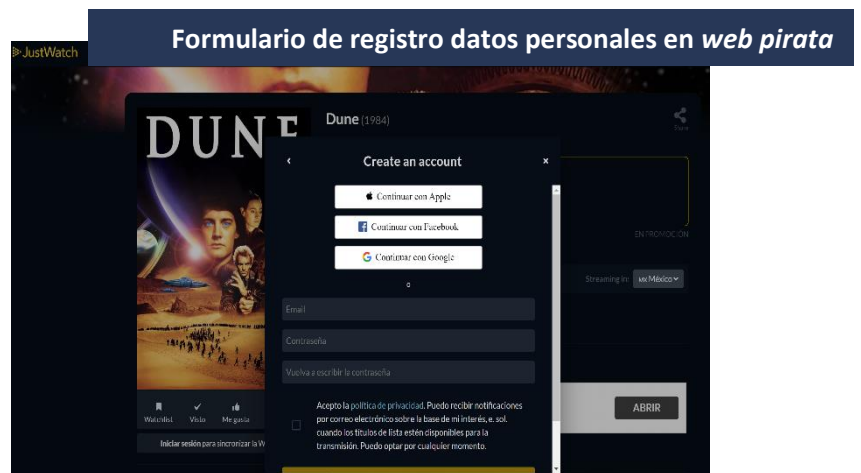 Formulario de registro datos personales en web pirata
JustWatch
DUNE
Dune (1984)
Share
Create an account
Continuar con Apple
Continuar con Facebook
Continuar con Google
o
Email
Contraseña
Vuelva a escribir la contraseña
EN PROMOCIÓN
Streaming in: MX México
Acepto la política de privacidad. Puedo recibir notificaciones
por correo electrónico sobre la base de mi interés, e. sol.
cuando los títulos de lista estén disponibles para la
transmisión. Puedo optar por cualquier momento.
ABRIR
Watchlist Visto Me gusta
Iniciar sesión para sincronizar la W